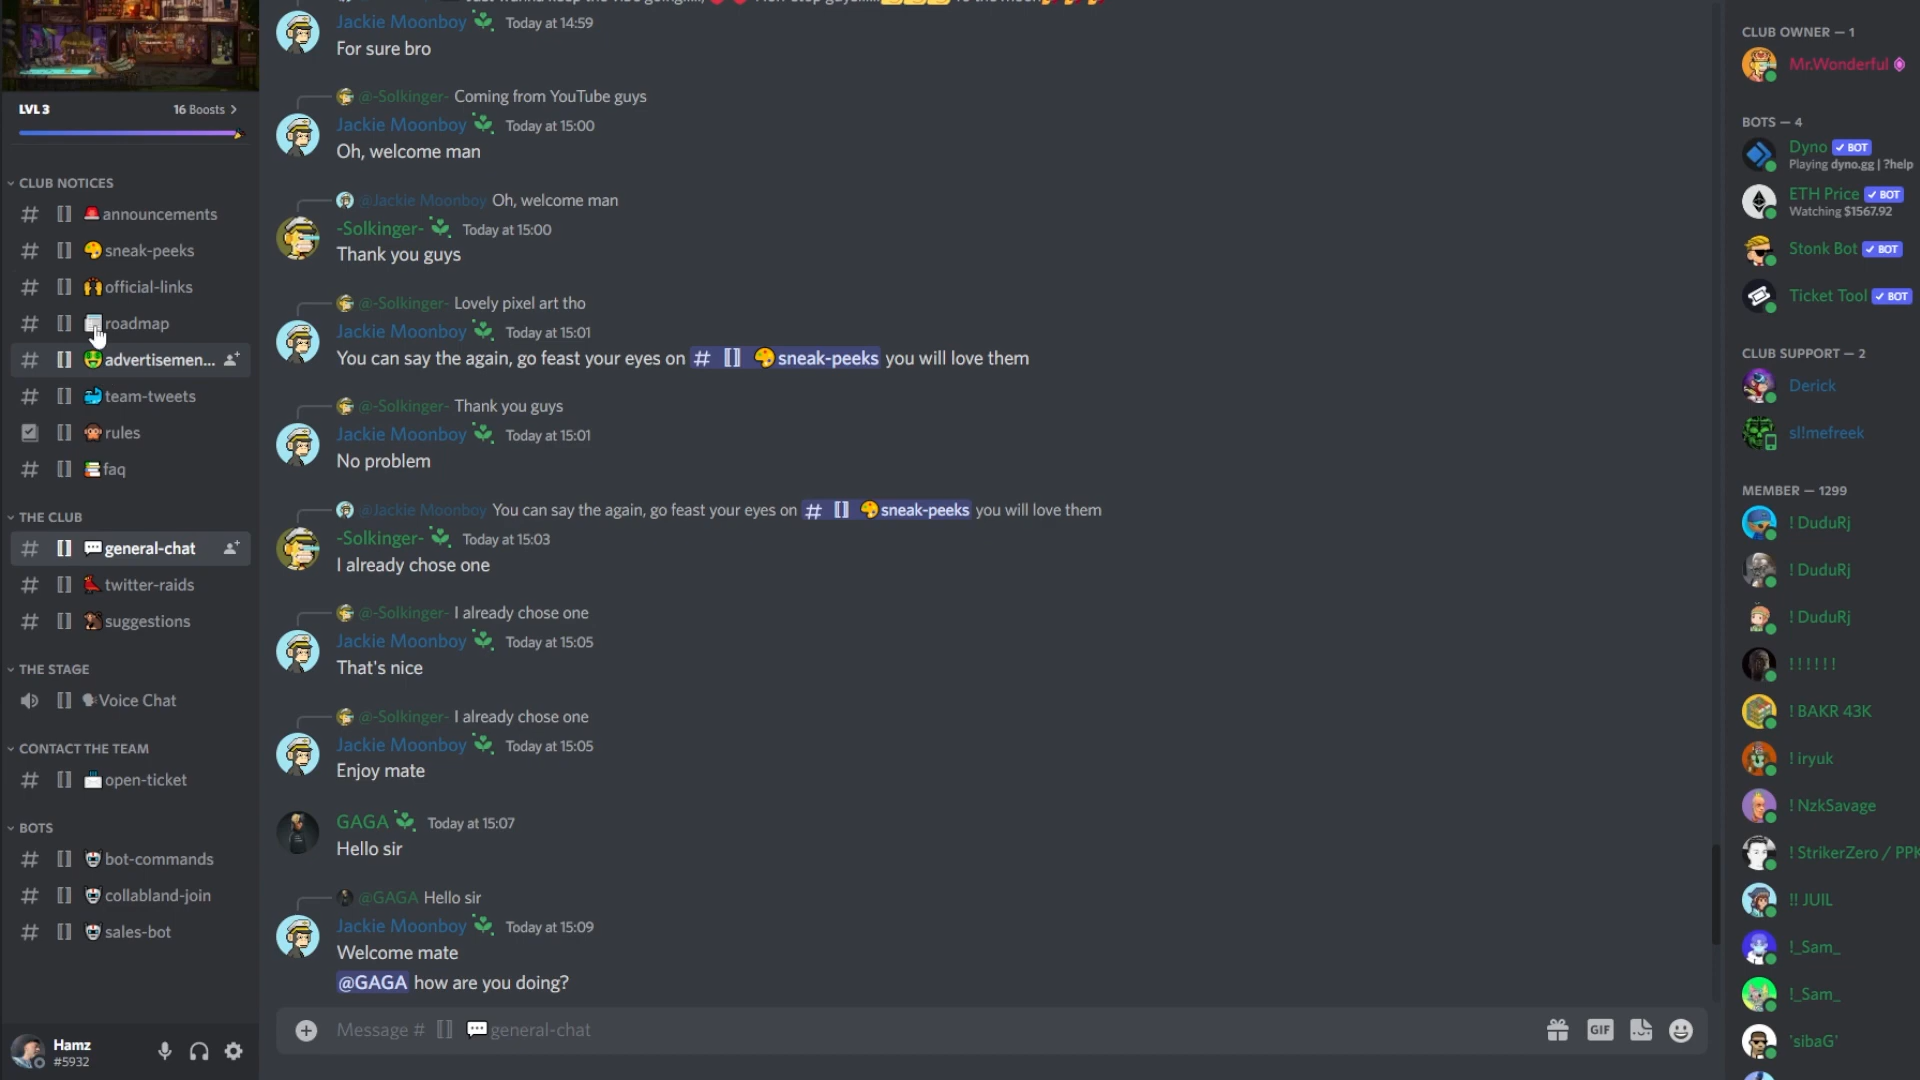 LVL 3
16 Boosts
CLUB NOTICES
announcements
sneak-peeks
official-links
roadmap
advertisemen...
team-tweets
rules
faq
THE CLUB
general-chat
twitter-raids
suggestions
THE STAGE
Voice Chat
CONTACT THE TEAM
open-ticket
BOTS
bot-commands
collabland-join
sales-bot
Hamz
#5932
Jackie Moonboy Today at 14:59
For sure bro
@-Solkinger- Coming from YouTube guys
Jackie Moonboy Today at 15:00
Oh, welcome man
@Jackie Moonboy Oh, welcome man
-Solkinger- Today at 15:00
Thank you guys
@-Solkinger- Lovely pixel art tho
Jackie Moonboy Today at 15:01
You can say the again, go feast your eyes on # [] sneak-peeks you will love them
@-Solkinger- Thank you guys
Jackie Moonboy Today at 15:01
No problem
@Jackie Moonboy You can say the again, go feast your eyes on # [] sneak-peeks you will love them
-Solkinger- Today at 15:03
I already chose one
@-Solkinger- I already chose one
Jackie Moonboy Today at 15:05
That's nice
@-Solkinger- I already chose one
Jackie Moonboy Today at 15:05
Enjoy mate
GAGA Today at 15:07
Hello sir
@GAGA Hello sir
Jackie Moonboy Today at 15:09
Welcome mate
@GAGA how are you doing?
Message # [] general-chat
GIF
CLUB OWNER — 1
Mr.Wonderful
BOTS — 4
Dyno ✓ BOT
Playing dyno.gg | ?help
ETH Price ✓ BOT
Watching $1567.92
Stonk Bot ✓ BOT
Ticket Tool ✓ BOT
CLUB SUPPORT — 2
Derick
sl!mefreek
MEMBER — 1299
! DuduRj
! DuduRj
! DuduRj
! ! ! ! ! !
! BAKR 43K
! iryuk
! NzkSavage
! StrikerZero / PPK
!! JUIL
!_Sam_
!_Sam_
'sibaG'